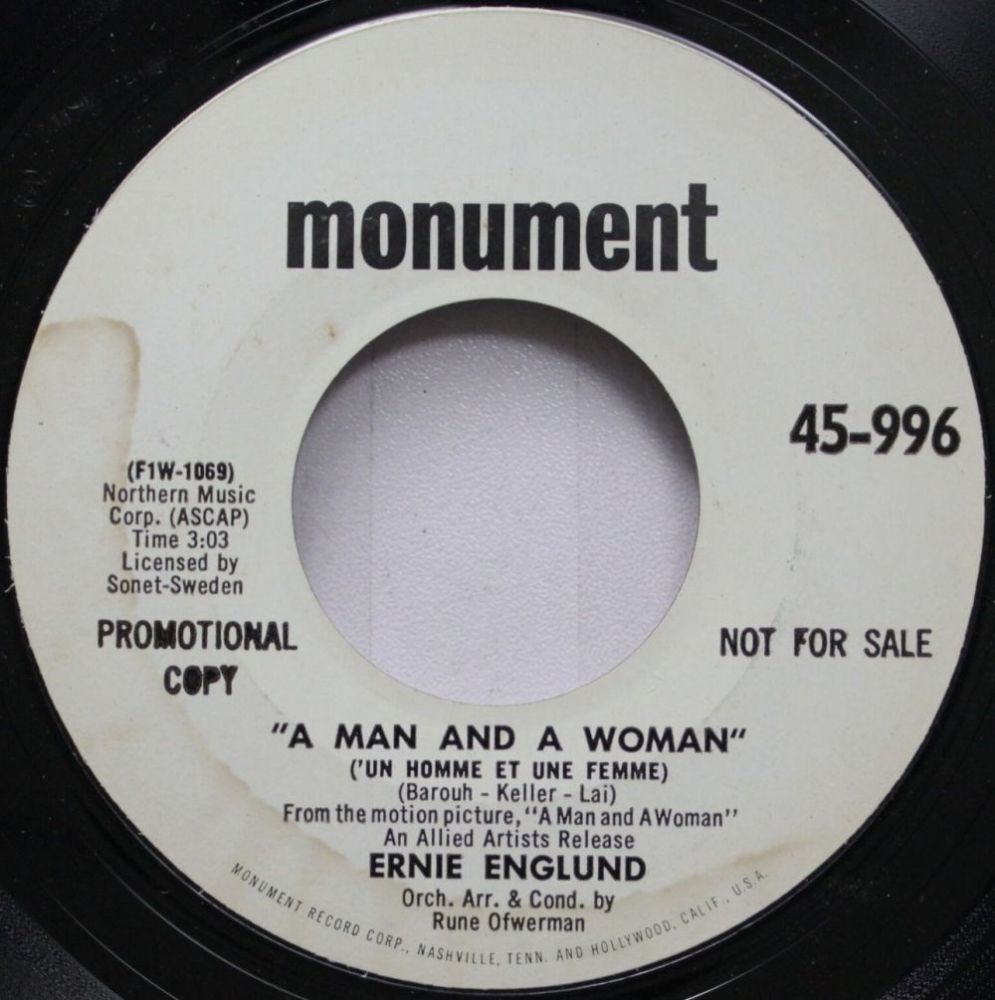 monument
45-996
(F1W-1069)
Northern Music
Corp. (ASCAP)
Time 3:03
Licensed by
Sonet-Sweden
PROMOTIONAL
COPY
NOT FOR SALE
"A MAN AND A WOMAN"
('UN HOMME ET UNE FEMME)
(Barouh - Keller - Lai)
From the motion picture, "A Man and A Woman"
An Allied Artists Release
ERNIE ENGLUND
Orch. Arr. & Cond. by
Rune Ofwerman
MONUMENT RECORD CORP., NASHVILLE, TENN. AND HOLLYWOOD, CALIF., U.S.A.